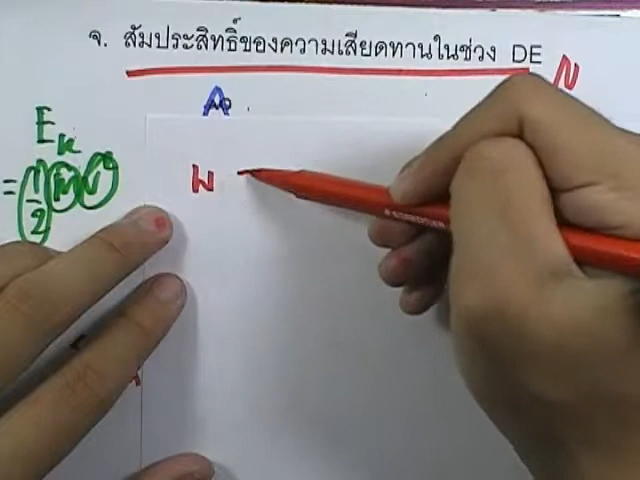 จ. สัมประสิทธิ์ของความเสียดทานในช่วง DE
N
A
Ek
W
= 1/2 m v